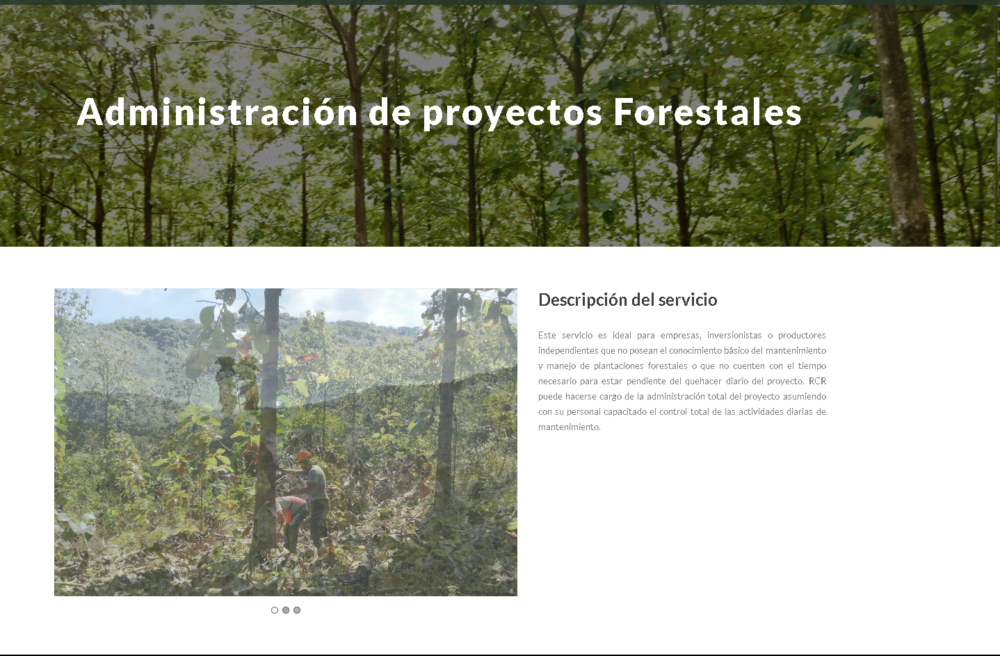 Administración de proyectos Forestales
Descripción del servicio
Este servicio es ideal para empresas, inversionistas o productores
independientes que no posean el conocimiento básico del mantenimiento
y manejo de plantaciones forestales o que no cuenten con el tiempo
necesario para estar pendiente del quehacer diario del proyecto. RCR
puede hacerse cargo de la administración total del proyecto asumiendo
con su personal capacitado el control total de las actividades diarias de
mantenimiento.